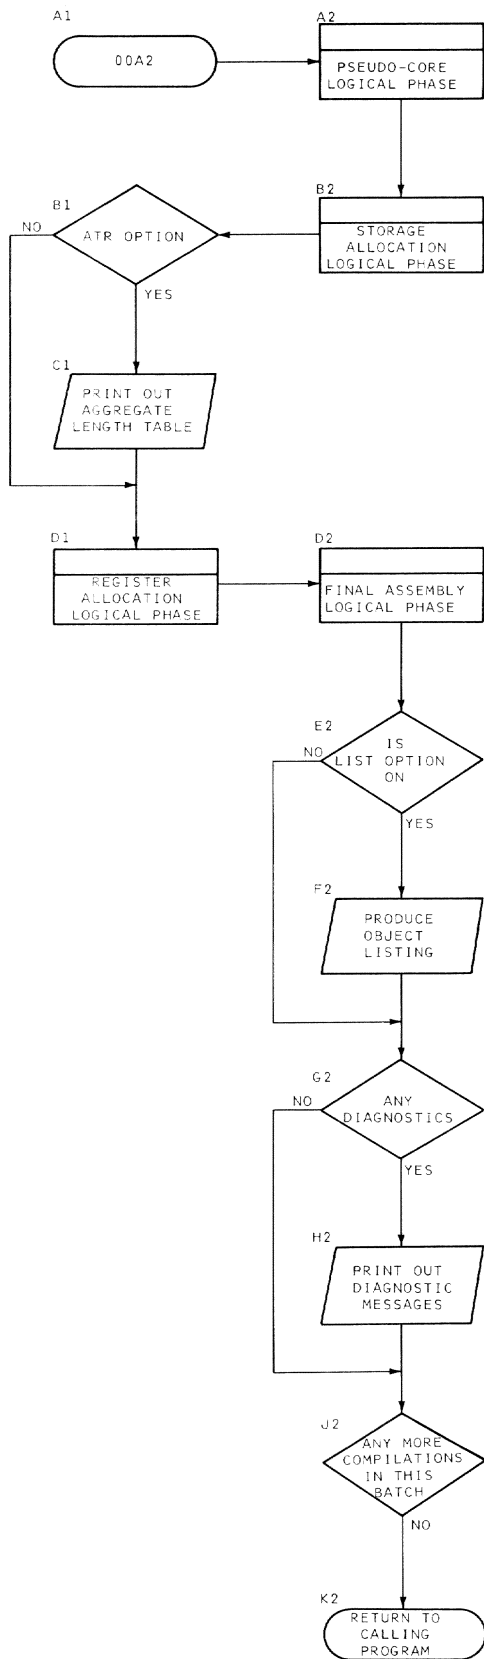 A1
00A2
A2
PSEUDO-CORE
LOGICAL PHASE
B1
NO
ATR OPTION
YES
B2
STORAGE
ALLOCATION
LOGICAL PHASE
C1
PRINT OUT
AGGREGATE
LENGTH TABLE
D1
REGISTER
ALLOCATION
LOGICAL PHASE
D2
FINAL ASSEMBLY
LOGICAL PHASE
E2
NO
IS
LIST OPTION
ON
YES
F2
PRODUCE
OBJECT
LISTING
G2
NO
ANY
DIAGNOSTICS
YES
H2
PRINT OUT
DIAGNOSTIC
MESSAGES
J2
ANY MORE
COMPILATIONS
IN THIS
BATCH
NO
K2
RETURN TO
CALLING
PROGRAM